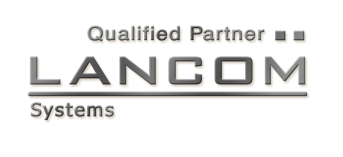 Qualified Partner
LANCOM
Systems